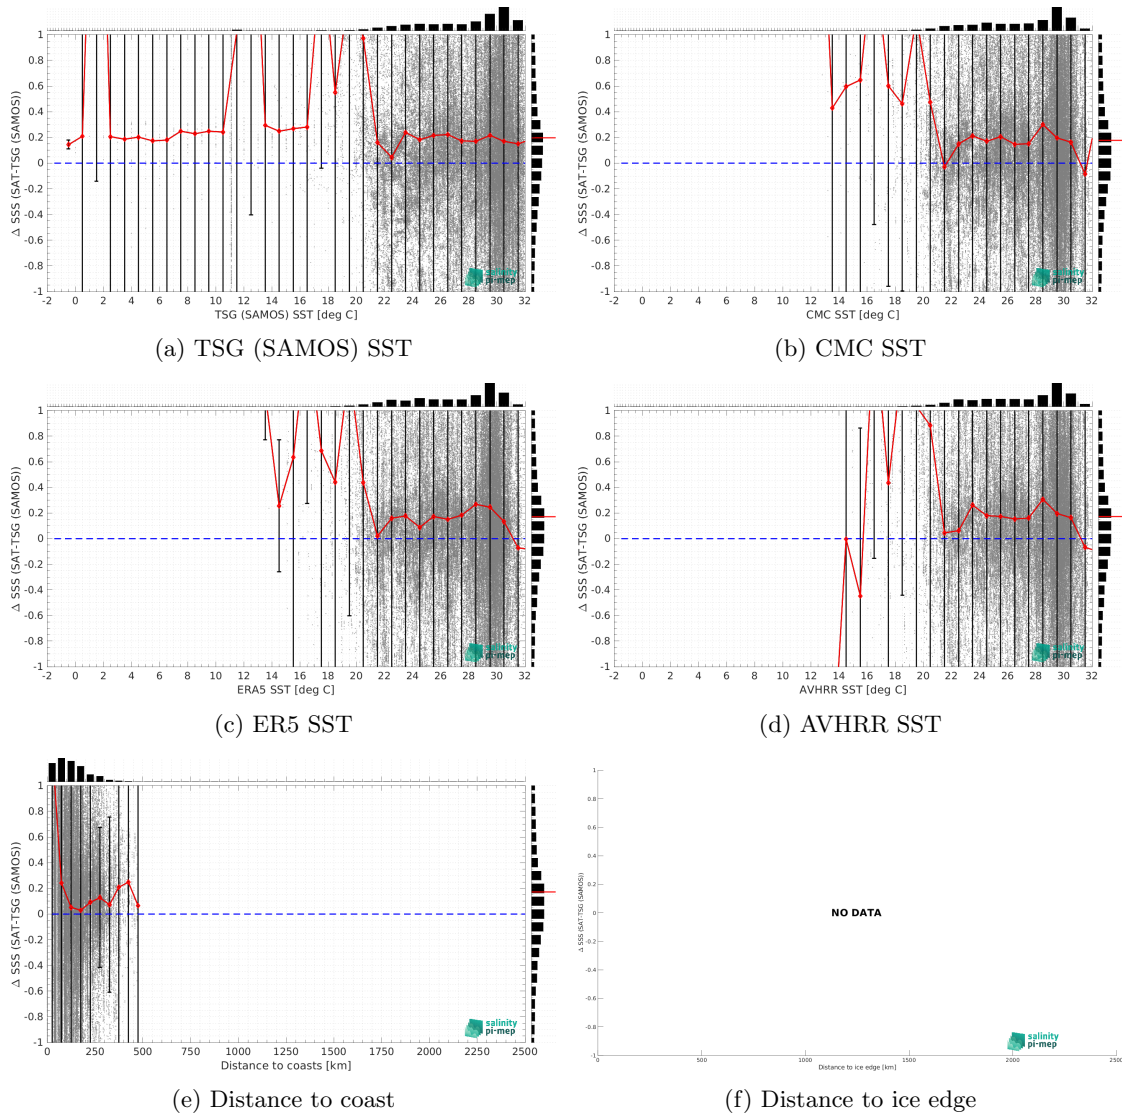 1
0.8
0.6
0.4
0.2
0
-0.2
-0.4
-0.6
-0.8
-1
Δ SSS (SAT-TSG (SAMOS))
-2 0 2 4 6 8 10 12 14 16 18 20 22 24 26 28 30 32
TSG (SAMOS) SST [deg C]
salinity
pi-mep
(a) TSG (SAMOS) SST
1
0.8
0.6
0.4
0.2
0
-0.2
-0.4
-0.6
-0.8
-1
Δ SSS (SAT-TSG (SAMOS))
-2 0 2 4 6 8 10 12 14 16 18 20 22 24 26 28 30 32
CMC SST [deg C]
salinity
pi-mep
(b) CMC SST
1
0.8
0.6
0.4
0.2
0
-0.2
-0.4
-0.6
-0.8
-1
Δ SSS (SAT-TSG (SAMOS))
-2 0 2 4 6 8 10 12 14 16 18 20 22 24 26 28 30 32
ERA5 SST [deg C]
salinity
pi-mep
(c) ER5 SST
1
0.8
0.6
0.4
0.2
0
-0.2
-0.4
-0.6
-0.8
-1
Δ SSS (SAT-TSG (SAMOS))
-2 0 2 4 6 8 10 12 14 16 18 20 22 24 26 28 30 32
AVHRR SST [deg C]
salinity
pi-mep
(d) AVHRR SST
1
0.8
0.6
0.4
0.2
0
-0.2
-0.4
-0.6
-0.8
-1
Δ SSS (SAT-TSG (SAMOS))
0 250 500 750 1000 1250 1500 1750 2000 2250 2500
Distance to coasts [km]
salinity
pi-mep
(e) Distance to coast
1
0.8
0.6
0.4
0.2
0
-0.2
-0.4
-0.6
-0.8
-1
Δ SSS (SAT-TSG (SAMOS))
NO DATA
0 500 1000 1500 2000 2500
Distance to ice edge [km]
salinity
pi-mep
(f) Distance to ice edge